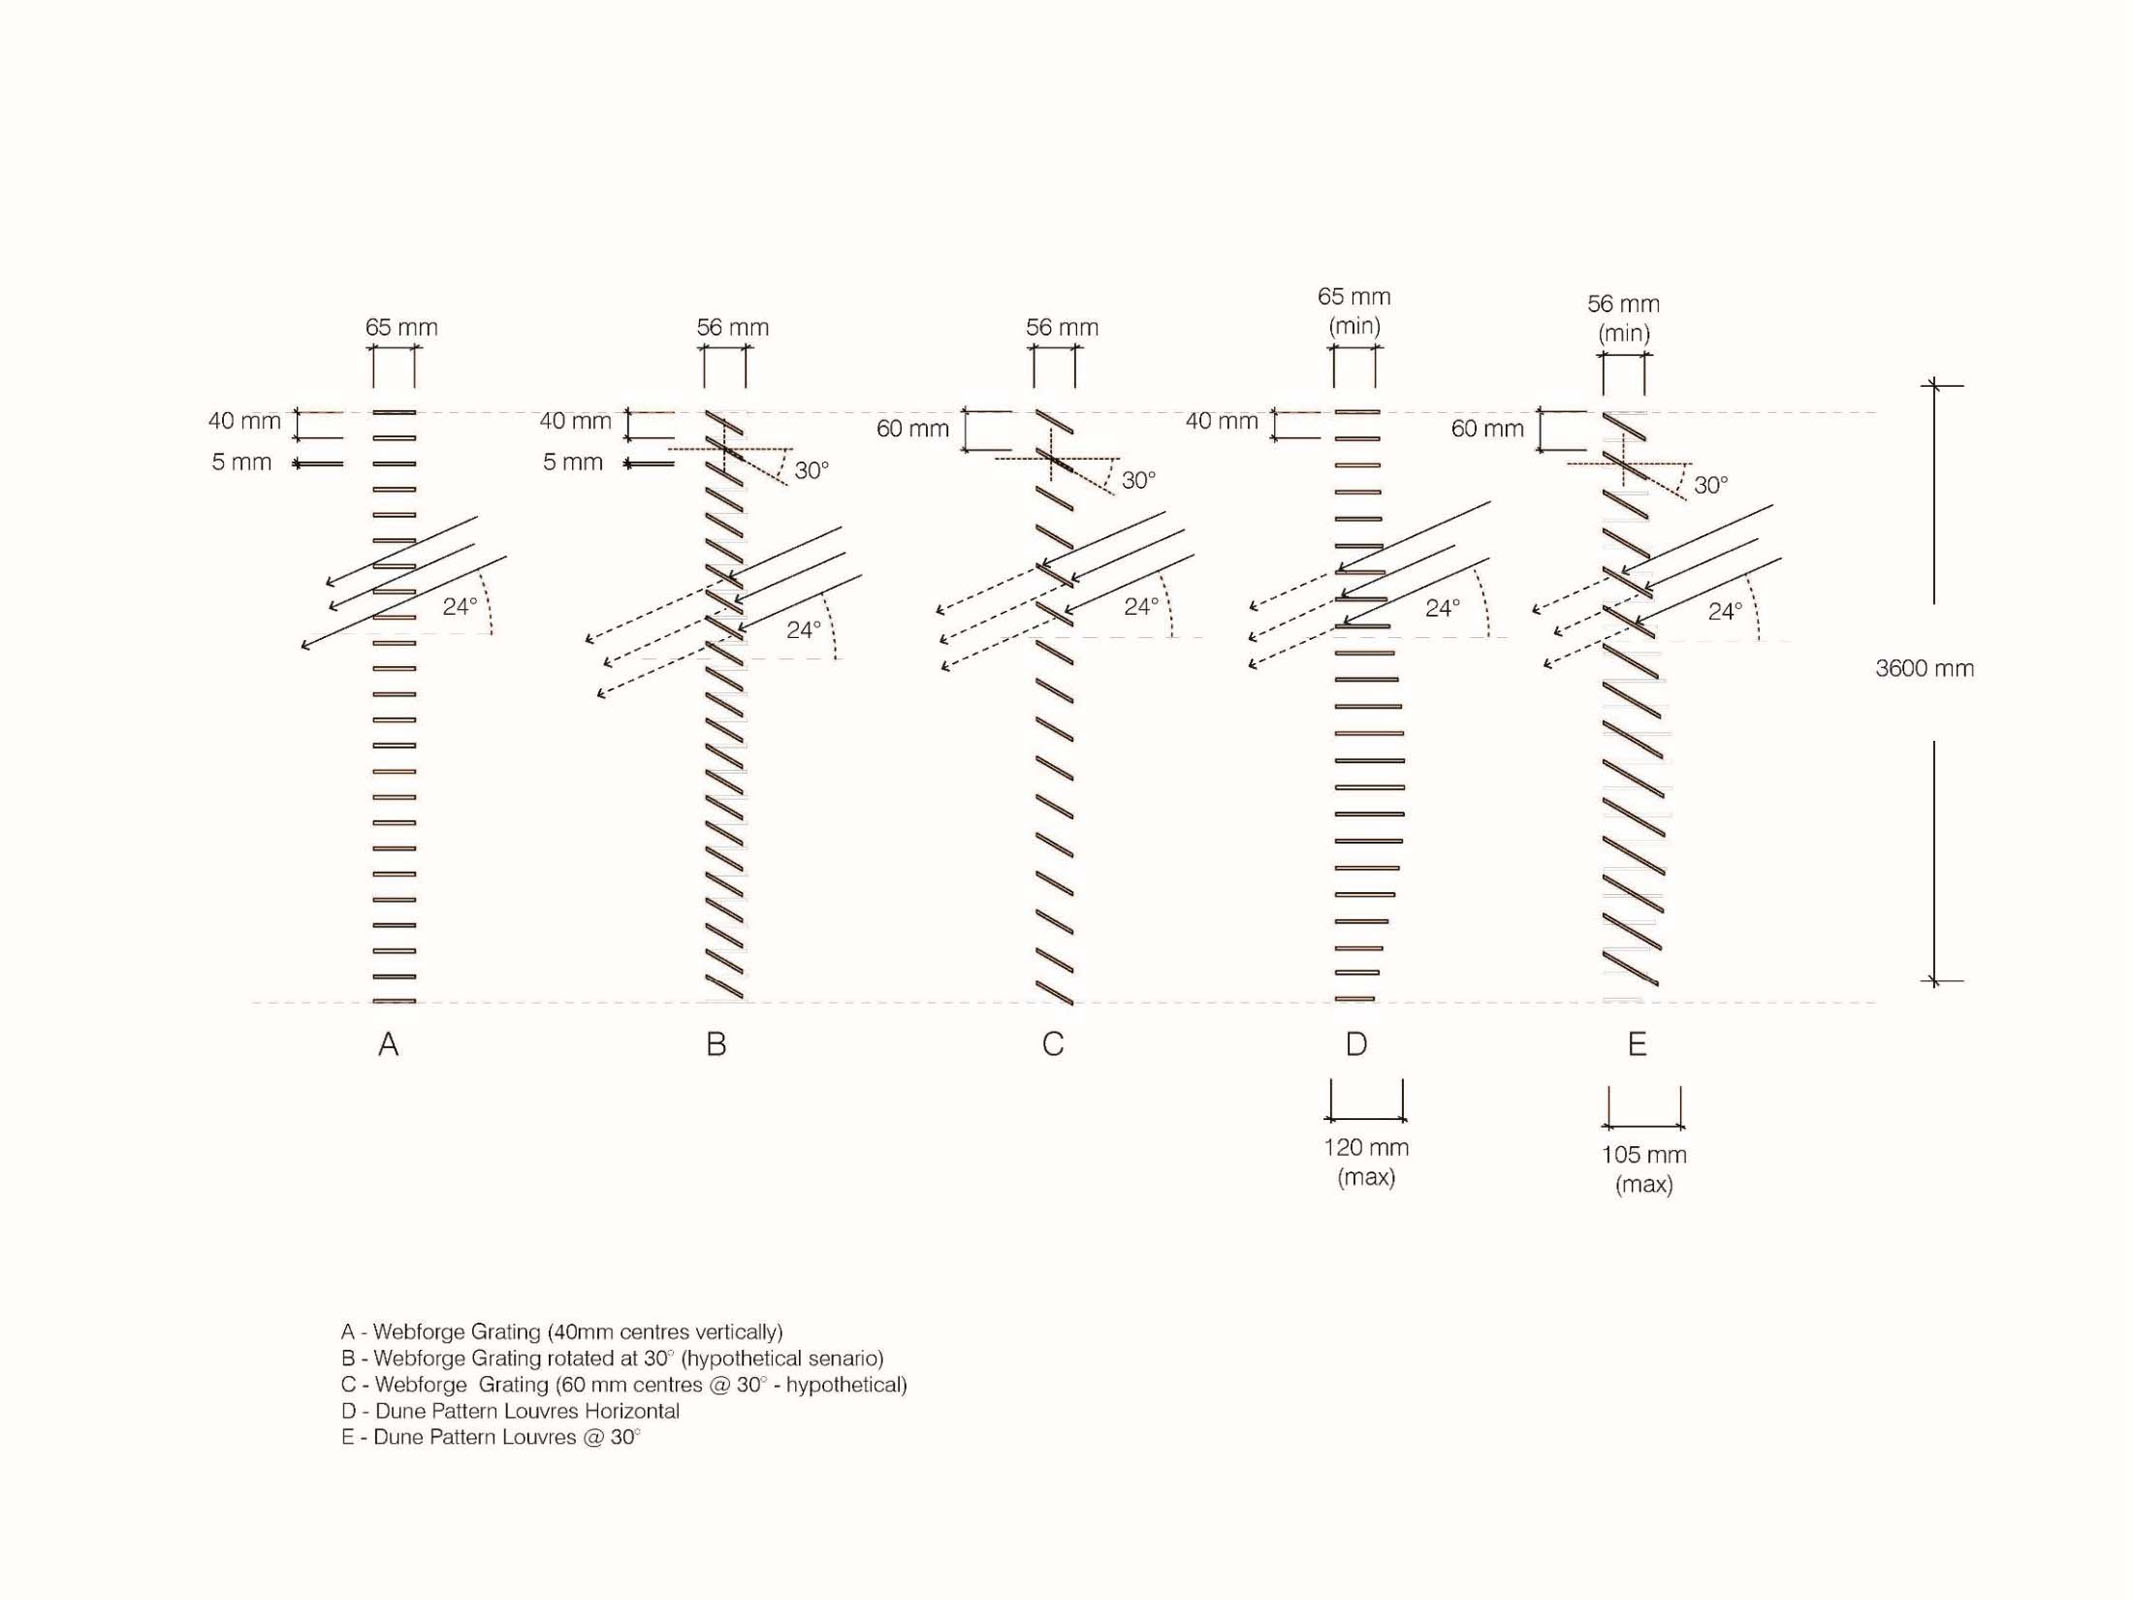 65 mm
(min)
56 mm
(min)
65 mm
56 mm
56 mm
40 mm
5 mm
40 mm
5 mm
30°
60 mm
30°
40 mm
60 mm
30°
24°
24°
24°
24°
24°
3600 mm
A
B
C
D
E
120 mm
(max)
105 mm
(max)
A - Webforge Grating (40mm centres vertically)
B - Webforge Grating rotated at 30° (hypothetical senario)
C - Webforge  Grating (60 mm centres @ 30° - hypothetical)
D - Dune Pattern Louvres Horizontal
E - Dune Pattern Louvres @ 30°